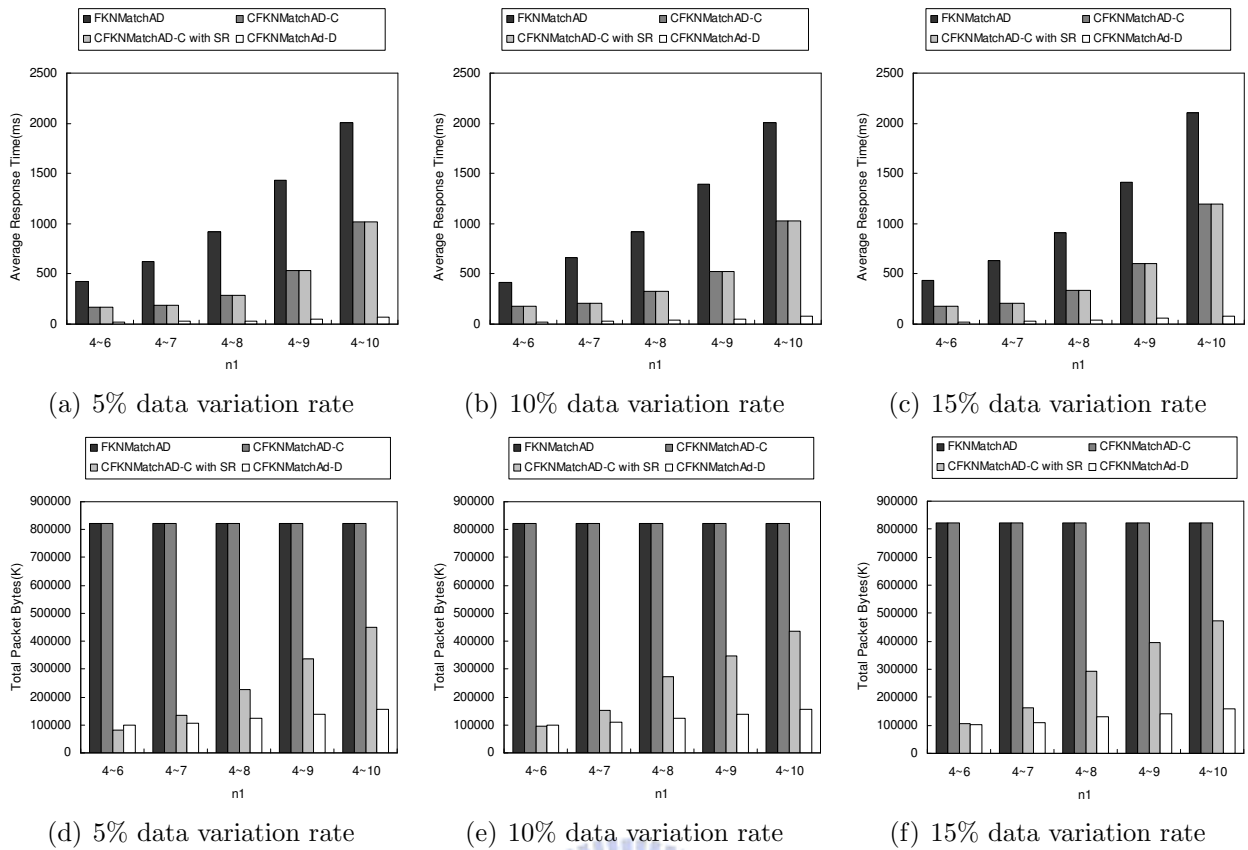 FKNMatchAD CFKNMatchAD-C
CFKNMatchAD-C with SR CFKNMatchAd-D
Average Response Time(ms)
2500
2000
1500
1000
500
0
4~6 4~7 4~8 4~9 4~10
n1
(a) 5% data variation rate
FKNMatchAD CFKNMatchAD-C
CFKNMatchAD-C with SR CFKNMatchAd-D
Average Response Time(ms)
2500
2000
1500
1000
500
0
4~6 4~7 4~8 4~9 4~10
n1
(b) 10% data variation rate
FKNMatchAD CFKNMatchAD-C
CFKNMatchAD-C with SR CFKNMatchAd-D
Average Response Time(ms)
2500
2000
1500
1000
500
0
4~6 4~7 4~8 4~9 4~10
n1
(c) 15% data variation rate
FKNMatchAD CFKNMatchAD-C
CFKNMatchAD-C with SR CFKNMatchAd-D
Total Packet Bytes(K)
900000
800000
700000
600000
500000
400000
300000
200000
100000
0
4~6 4~7 4~8 4~9 4~10
n1
(d) 5% data variation rate
FKNMatchAD CFKNMatchAD-C
CFKNMatchAD-C with SR CFKNMatchAd-D
Total Packet Bytes(K)
900000
800000
700000
600000
500000
400000
300000
200000
100000
0
4~6 4~7 4~8 4~9 4~10
n1
(e) 10% data variation rate
FKNMatchAD CFKNMatchAD-C
CFKNMatchAD-C with SR CFKNMatchAd-D
Total Packet Bytes(K)
900000
800000
700000
600000
500000
400000
300000
200000
100000
0
4~6 4~7 4~8 4~9 4~10
n1
(f) 15% data variation rate